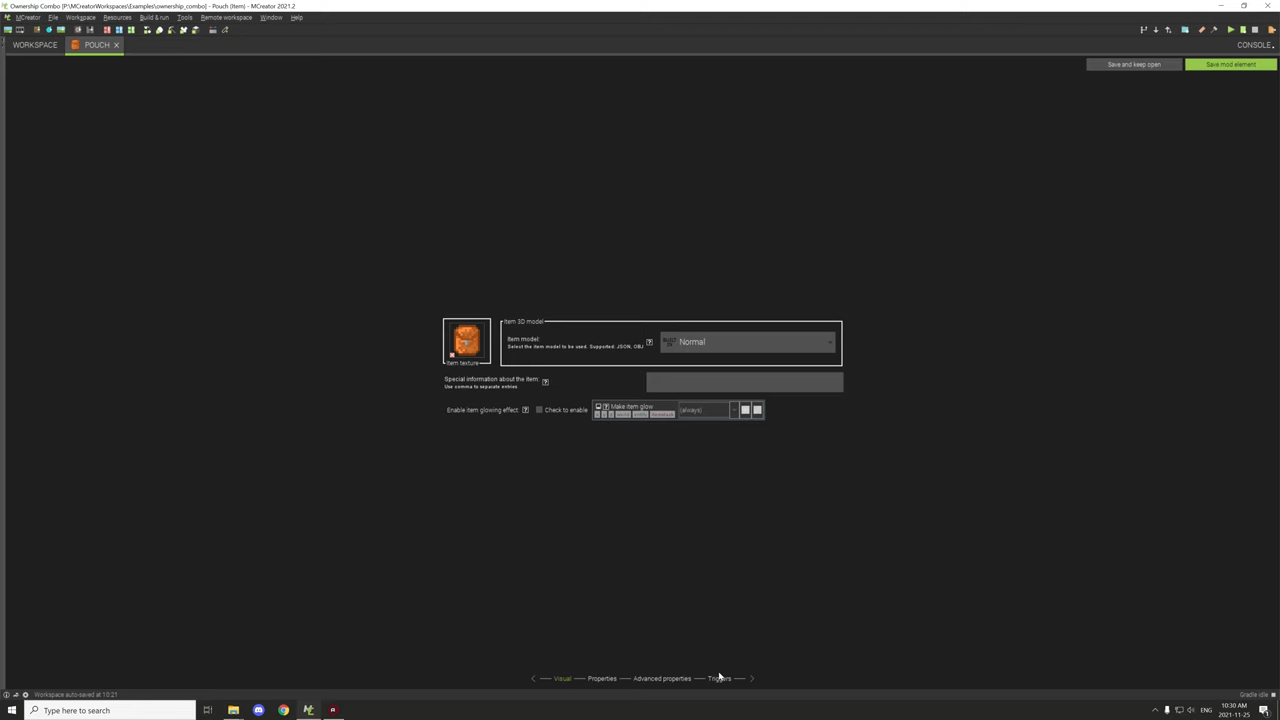 Ownership Combo [P:\MCreatorWorkspaces\Examples\ownership_combo] - Pouch (Item) - MCreator 2021.2
MCreator File Workspace Resources Build & run Tools Remote workspace Window Help
WORKSPACE POUCH CONSOLE
Save and keep open Save mod element
Item texture
Item 3D model
Item model:
Select the item model to be used. Supported: JSON, OBJ
? BUILT IN Normal
Special information about the item:
Use comma to separate entries
?
Enable item glowing effect: ? Check to enable
? Make item glow
(always)
Visual Properties Advanced properties Triggers
Workspace auto-saved at 10:21
Gradle idle
Type here to search
ENG
10:30 AM
2021-11-25